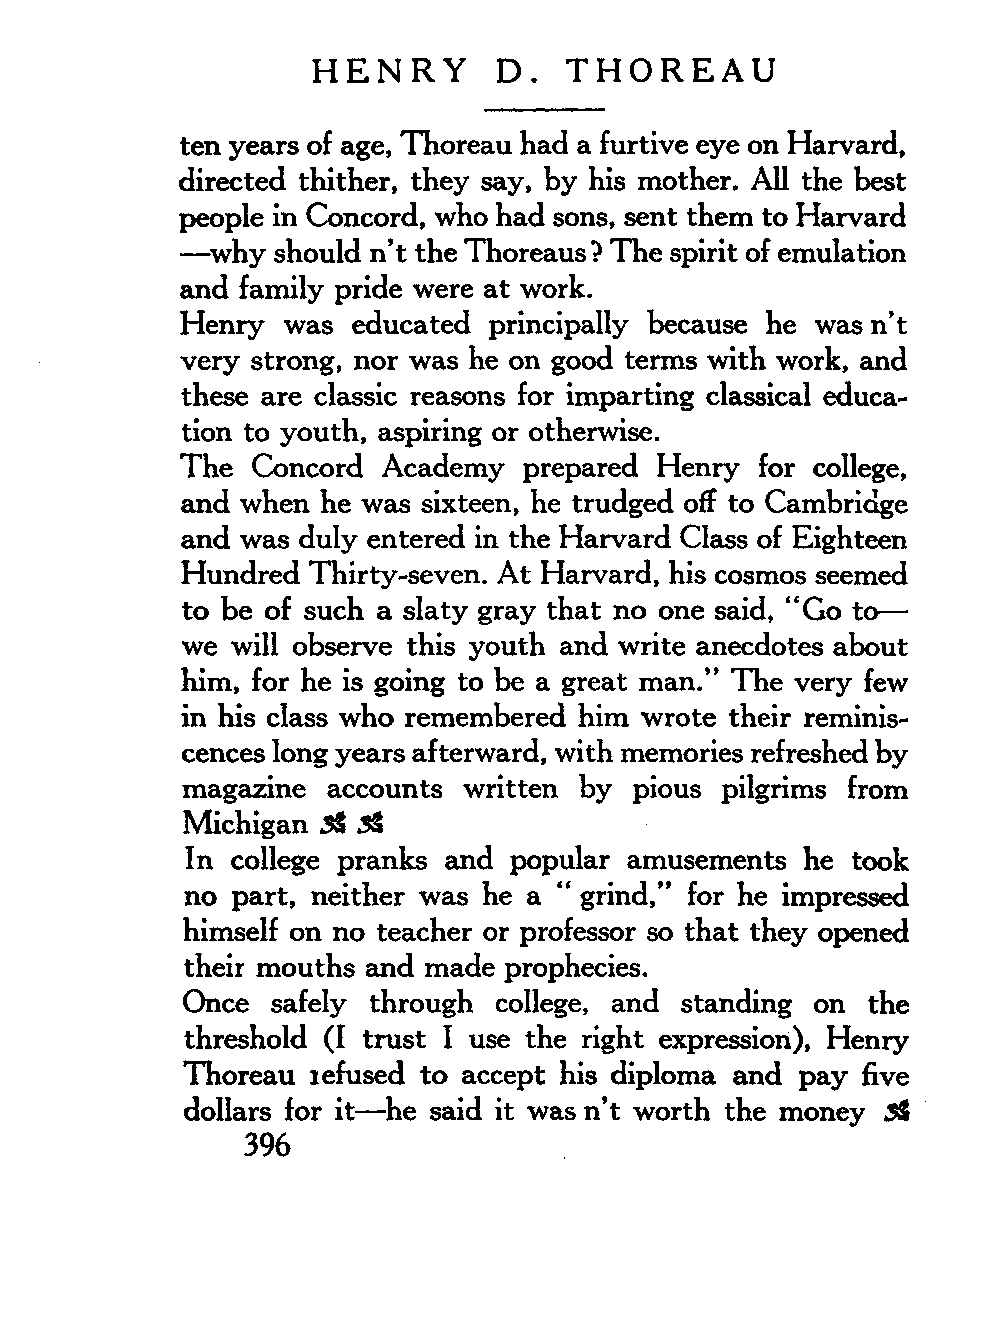 HENRY D. THOREAU
ten years of age, Thoreau had a furtive eye on Harvard,
directed thither, they say, by his mother. All the best
people in Concord, who had sons, sent them to Harvard
—why should n't the Thoreaus? The spirit of emulation
and family pride were at work.
Henry was educated principally because he was n't
very strong, nor was he on good terms with work, and
these are classic reasons for imparting classical educa-
tion to youth, aspiring or otherwise.
The Concord Academy prepared Henry for college,
and when he was sixteen, he trudged off to Cambridge
and was duly entered in the Harvard Class of Eighteen
Hundred Thirty-seven. At Harvard, his cosmos seemed
to be of such a slaty gray that no one said, "Go to—
we will observe this youth and write anecdotes about
him, for he is going to be a great man." The very few
in his class who remembered him wrote their reminis-
cences long years afterward, with memories refreshed by
magazine accounts written by pious pilgrims from
Michigan
In college pranks and popular amusements he took
no part, neither was he a " grind," for he impressed
himself on no teacher or professor so that they opened
their mouths and made prophecies.
Once safely through college, and standing on the
threshold (I trust I use the right expression), Henry
Thoreau refused to accept his diploma and pay five
dollars for it—he said it was n't worth the money
396